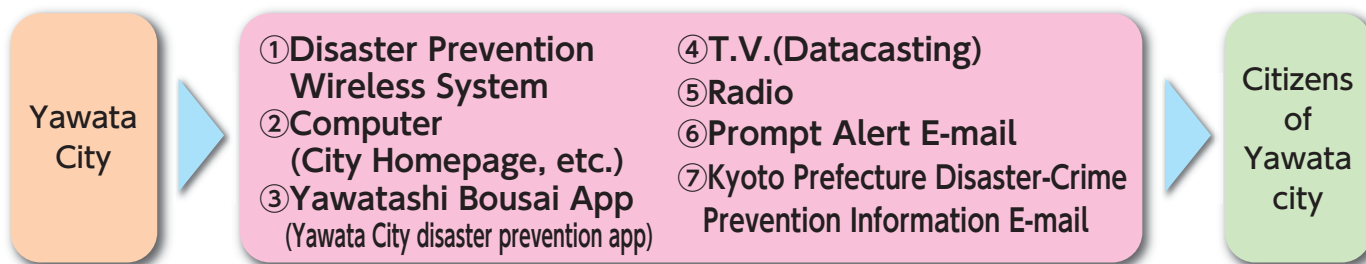 Yawata
City
①Disaster Prevention
Wireless System
②Computer
(City Homepage, etc.)
③Yawatashi Bousai App
(Yawata City disaster prevention app)
④T.V.(Datacasting)
⑤Radio
⑥Prompt Alert E-mail
⑦Kyoto Prefecture Disaster-Crime
Prevention Information E-mail
Citizens
of
Yawata
city